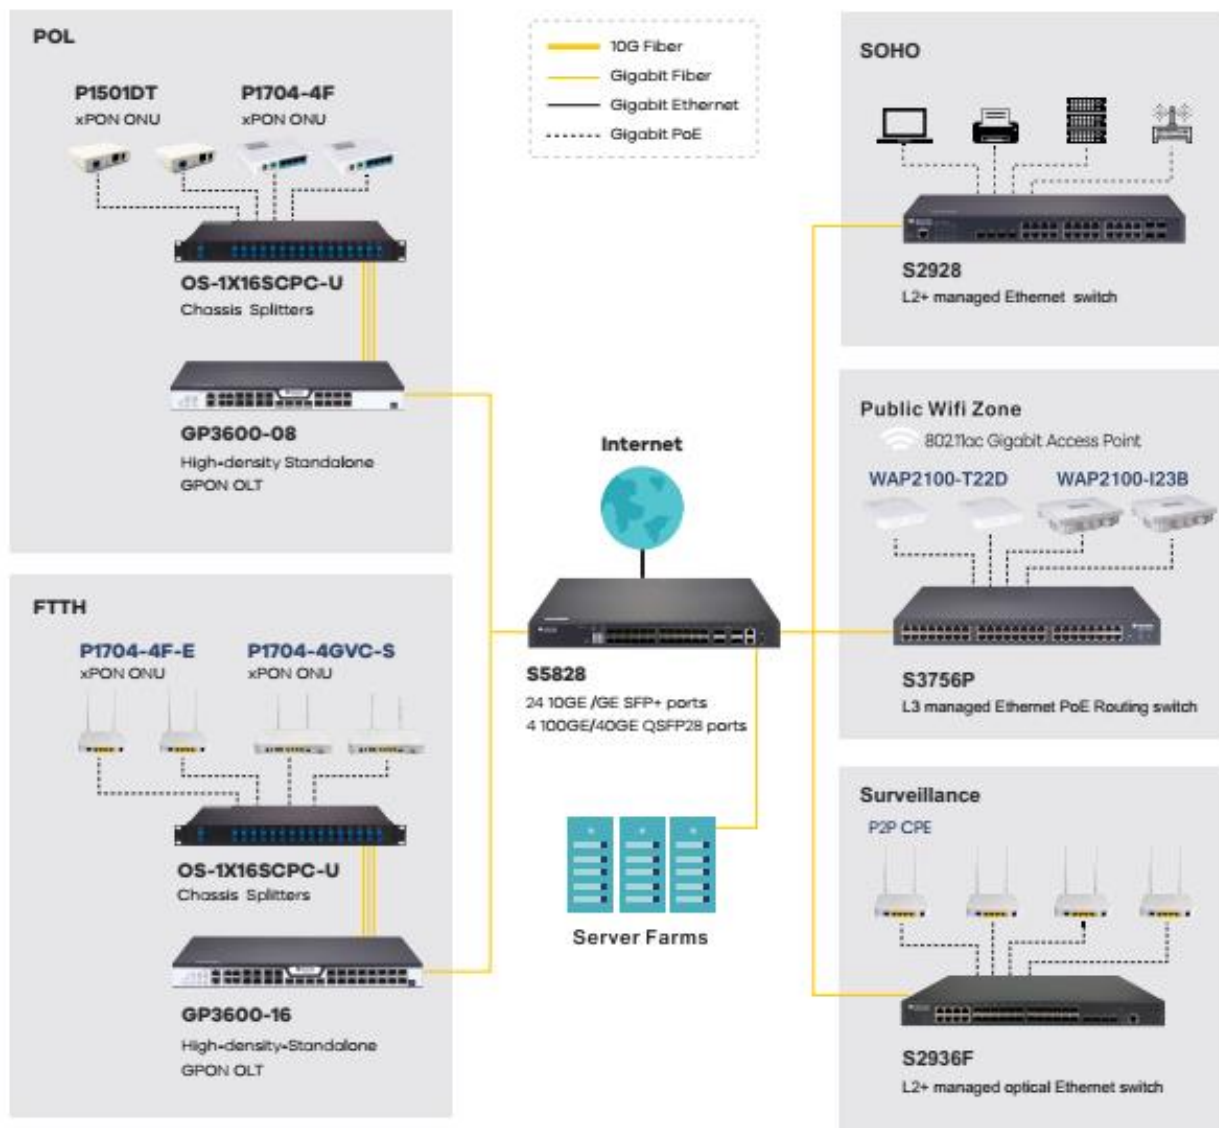 POL
P1501DT
xPON ONU
P1704-4F
xPON ONU
OS-1X16SCPC-U
Chassis Splitters
GP3600-08
High-density Standalone
GPON OLT
FTTH
P1704-4F-E
xPON ONU
P1704-4GVC-S
xPON ONU
OS-1X16SCPC-U
Chassis Splitters
GP3600-16
High-density-Standalone
GPON OLT
10G Fiber
Gigabit Fiber
Gigabit Ethernet
Gigabit PoE
Internet
S5828
24 10GE /GE SFP+ ports
4 100GE/40GE QSFP28 ports
Server Farms
SOHO
S2928
L2+ managed Ethernet switch
Public Wifi Zone
80211ac Gigabit Access Point
WAP2100-T22D
WAP2100-I23B
S3756P
L3 managed Ethernet PoE Routing switch
Surveillance
P2P CPE
S2936F
L2+ managed optical Ethernet switch